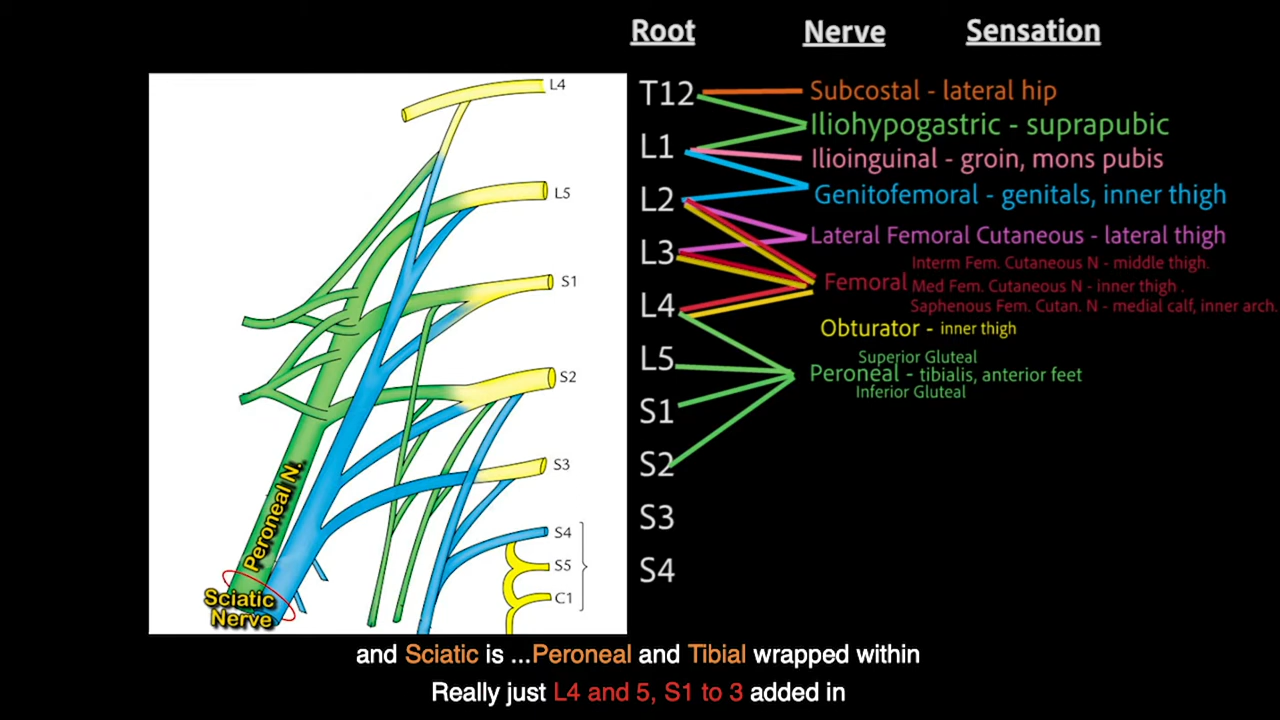 Root Nerve Sensation
T12
L1
L2
L3
L4
L5
S1
S2
S3
S4
Subcostal - lateral hip
Iliohypogastric - suprapubic
Ilioinguinal - groin, mons pubis
Genitofemoral - genitals, inner thigh
Lateral Femoral Cutaneous - lateral thigh
Interm Fem. Cutaneous N - middle thigh.
Femoral Med Fem. Cutaneous N - inner thigh .
Saphenous Fem. Cutan. N - medial calf, inner arch.
Obturator - inner thigh
Superior Gluteal
Peroneal - tibialis, anterior feet
Inferior Gluteal
L4
L5
S1
S2
S3
S4
S5
C1
Peroneal N.
Sciatic
Nerve
and Sciatic is ...Peroneal and Tibial wrapped within
Really just L4 and 5, S1 to 3 added in